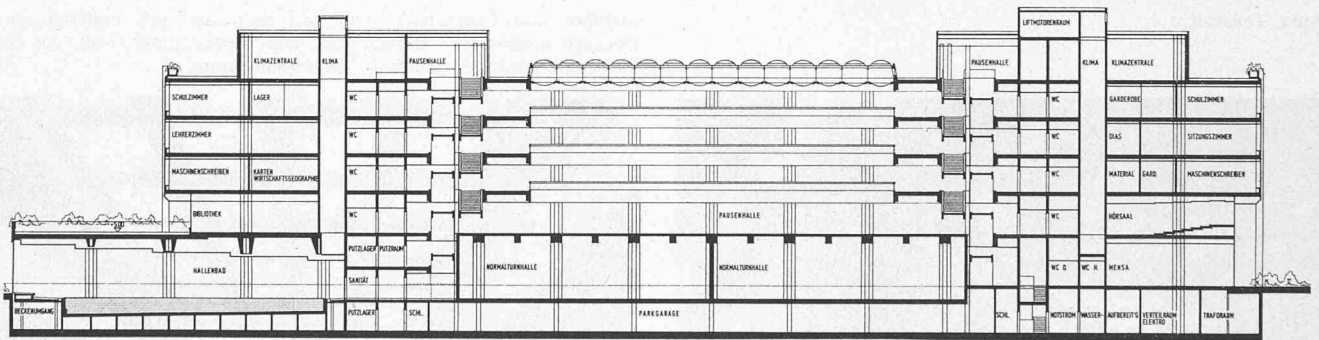 LIFTMOTORENRAUM
KLIMAZENTRALE KLIMA PAUSENHALLE PAUSENHALLE KLIMA KLIMAZENTRALE
SCHULZIMMER LAGER WC WC GARDEROBE SCHULZIMMER
LEHRERZIMMER WC WC DIAS SITZUNGSZIMMER
MASCHINENSCHREIBEN KARTEN WC WC MATERIAL GARD. MASCHINENSCHREIBEN
WIRTSCHAFTSGEOGRAPHIE
BIBLIOTHEK WC PAUSENHALLE WC HÖRSAAL
PUTZLAGER PUTZRAUM
HALLENBAD NORMALTURNHALLE NORMALTURNHALLE WC D. WC H. MENSA
SANITÄT
BECKENUMGANG PUTZLAGER SCHL. PARKGARAGE SCHL. NOTSTROM WASSER- AUFBEREIT'G VERTEILRAUM TRAFORAUM
ELEKTRO